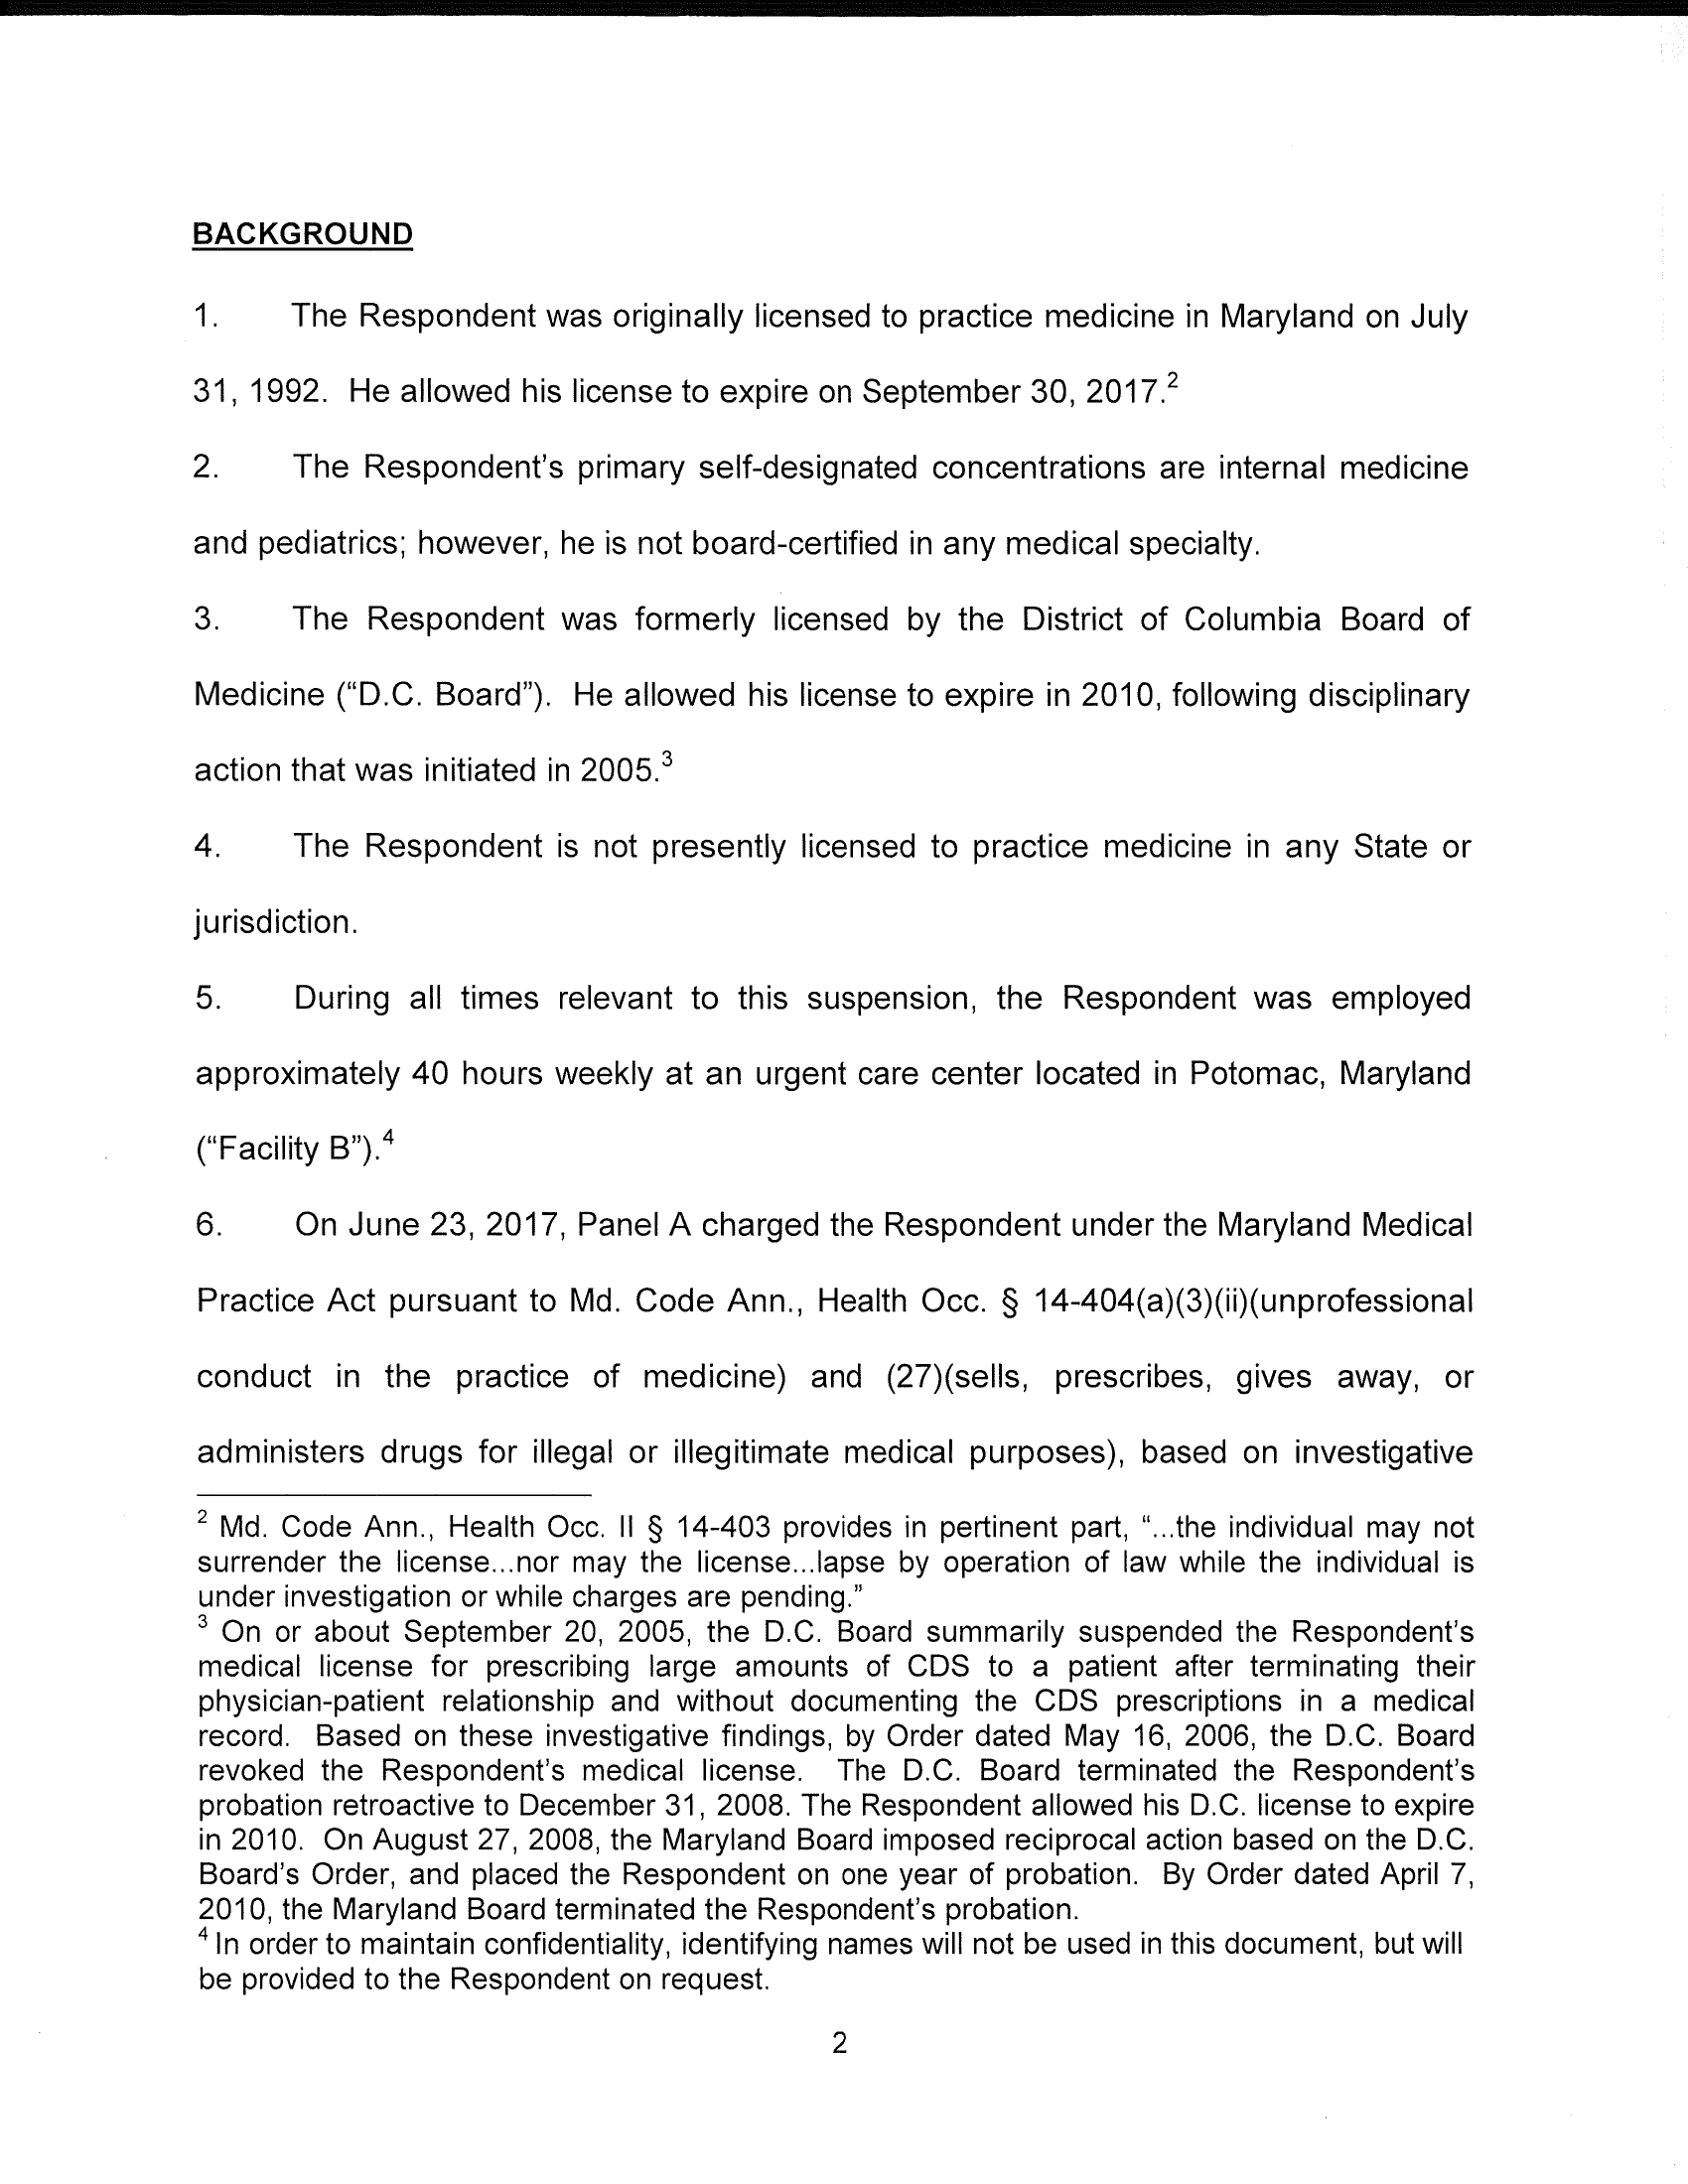 BACKGROUND
1. The Respondent was originally licensed to practice medicine in Maryland on July
31, 1992. He allowed his license to expire on September 30, 2017.²
2. The Respondent's primary self-designated concentrations are internal medicine
and pediatrics; however, he is not board-certified in any medical specialty.
3. The Respondent was formerly licensed by the District of Columbia Board of
Medicine (“D.C. Board”). He allowed his license to expire in 2010, following disciplinary
action that was initiated in 2005.³
4. The Respondent is not presently licensed to practice medicine in any State or
jurisdiction.
5. During all times relevant to this suspension, the Respondent was employed
approximately 40 hours weekly at an urgent care center located in Potomac, Maryland
(“Facility B”).⁴
6. On June 23, 2017, Panel A charged the Respondent under the Maryland Medical
Practice Act pursuant to Md. Code Ann., Health Occ. § 14-404(a)(3)(ii)(unprofessional
conduct in the practice of medicine) and (27)(sells, prescribes, gives away, or
administers drugs for illegal or illegitimate medical purposes), based on investigative
² Md. Code Ann., Health Occ. II § 14-403 provides in pertinent part, “...the individual may not
surrender the license...nor may the license...lapse by operation of law while the individual is
under investigation or while charges are pending.”
³ On or about September 20, 2005, the D.C. Board summarily suspended the Respondent's
medical license for prescribing large amounts of CDS to a patient after terminating their
physician-patient relationship and without documenting the CDS prescriptions in a medical
record. Based on these investigative findings, by Order dated May 16, 2006, the D.C. Board
revoked the Respondent's medical license. The D.C. Board terminated the Respondent's
probation retroactive to December 31, 2008. The Respondent allowed his D.C. license to expire
in 2010. On August 27, 2008, the Maryland Board imposed reciprocal action based on the D.C.
Board's Order, and placed the Respondent on one year of probation. By Order dated April 7,
2010, the Maryland Board terminated the Respondent's probation.
⁴ In order to maintain confidentiality, identifying names will not be used in this document, but will
be provided to the Respondent on request.
2